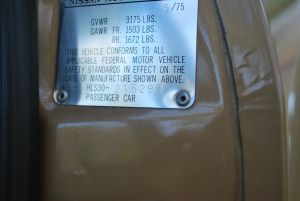 NISSAN
/75
GVWR 3175 LBS.
GAWR FR. 1503 LBS.
RR. 1672 LBS.
THIS VEHICLE CONFORMS TO ALL
APPLICABLE FEDERAL MOTOR VEHICLE
SAFETY STANDARDS IN EFFECT ON THE
DATE OF MANUFACTURE SHOWN ABOVE.
HLS30-
PASSENGER CAR